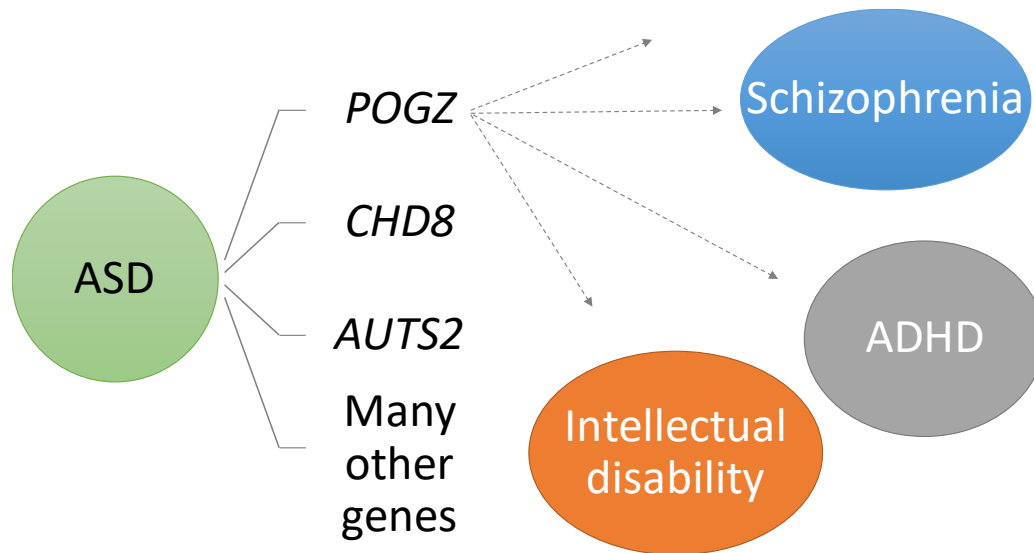 ASD
POGZ
CHD8
AUTS2
Many
other
genes
Schizophrenia
ADHD
Intellectual
disability